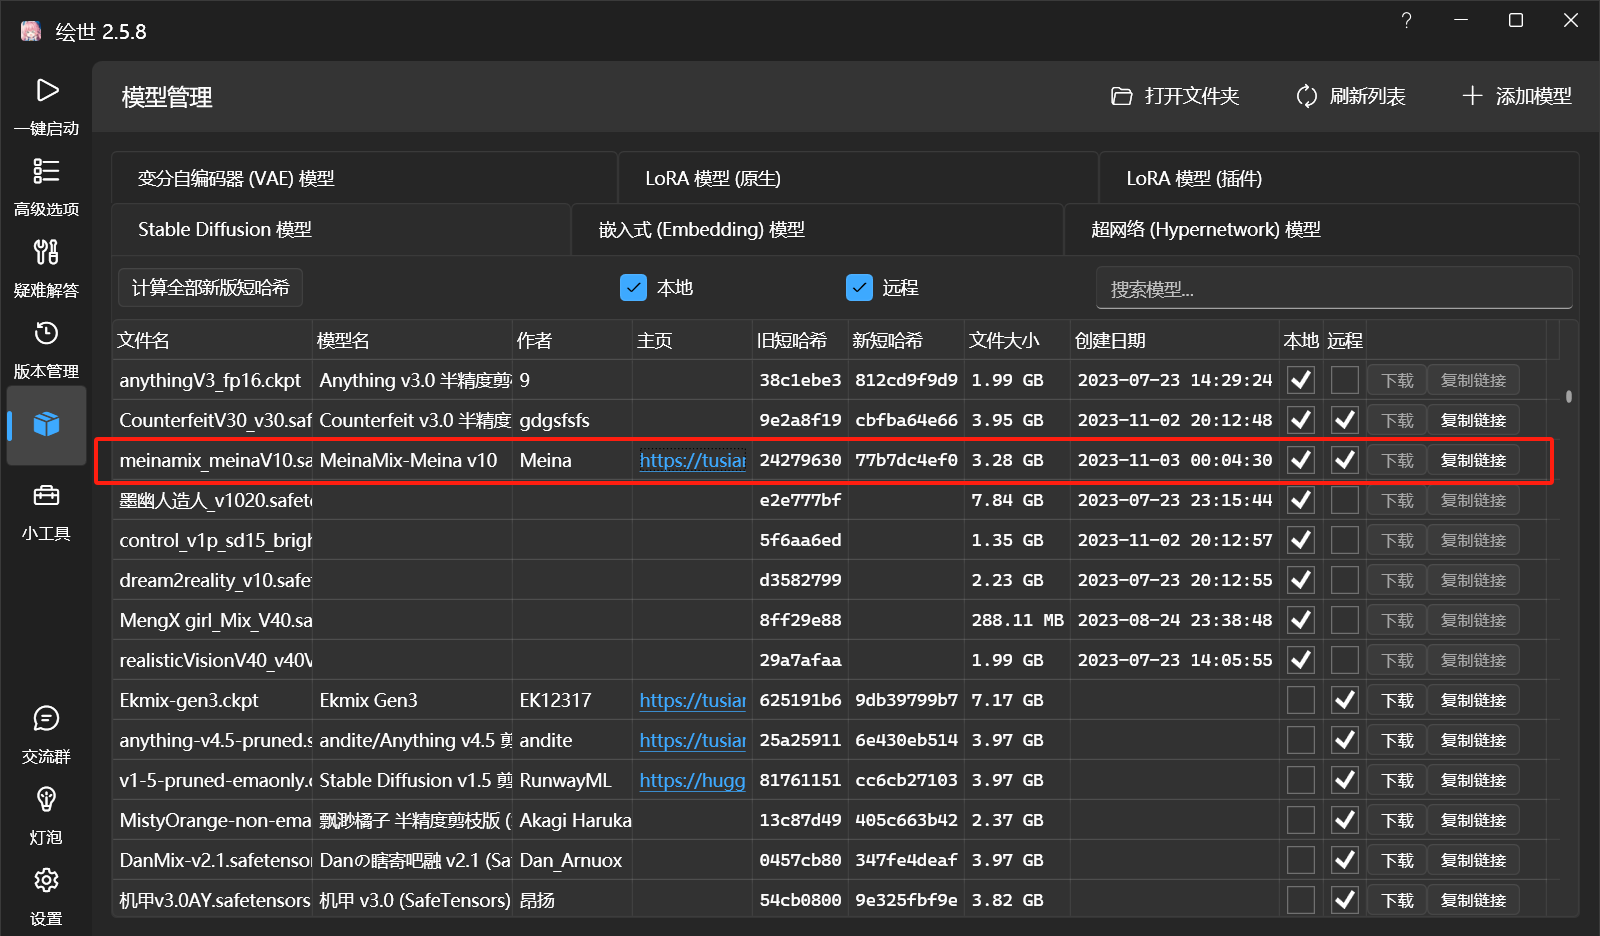 绘世 2.5.8
?
一键启动
高级选项
疑难解答
版本管理
小工具
交流群
灯泡
设置
模型管理
打开文件夹
刷新列表
添加模型
变分自编码器 (VAE) 模型
LoRA 模型 (原生)
LoRA 模型 (插件)
Stable Diffusion 模型
嵌入式 (Embedding) 模型
超网络 (Hypernetwork) 模型
计算全部新版短哈希
本地
远程
搜索模型...
文件名 模型名 作者 主页 旧短哈希 新短哈希 文件大小 创建日期 本地 远程
anythingV3_fp16.ckpt Anything v3.0 半精度剪 9 38c1ebe3 812cd9f9d9 1.99 GB 2023-07-23 14:29:24 下载 复制链接
CounterfeitV30_v30.saf Counterfeit v3.0 半精度 gdgsfsfs 9e2a8f19 cbfba64e66 3.95 GB 2023-11-02 20:12:48 下载 复制链接
meinamix_meinaV10.sa MeinaMix-Meina v10 Meina https://tusiar 24279630 77b7dc4ef0 3.28 GB 2023-11-03 00:04:30 下载 复制链接
墨幽人造人_v1020.safete e2e777bf 7.84 GB 2023-07-23 23:15:44 下载 复制链接
control_v1p_sd15_brigh 5f6aa6ed 1.35 GB 2023-11-02 20:12:57 下载 复制链接
dream2reality_v10.safe d3582799 2.23 GB 2023-07-23 20:12:55 下载 复制链接
MengX girl_Mix_V40.sa 8ff29e88 288.11 MB 2023-08-24 23:38:48 下载 复制链接
realisticVisionV40_v40V 29a7afaa 1.99 GB 2023-07-23 14:05:55 下载 复制链接
Ekmix-gen3.ckpt Ekmix Gen3 EK12317 https://tusiar 625191b6 9db39799b7 7.17 GB 下载 复制链接
anything-v4.5-pruned.s andite/Anything v4.5 剪 andite https://tusiar 25a25911 6e430eb514 3.97 GB 下载 复制链接
v1-5-pruned-emaonly.c Stable Diffusion v1.5 剪 RunwayML https://hugg 81761151 cc6cb27103 3.97 GB 下载 复制链接
MistyOrange-non-ema 飘渺橘子 半精度剪枝版 ( Akagi Haruka 13c87d49 405c663b42 2.37 GB 下载 复制链接
DanMix-v2.1.safetensor Danの瞎寄吧融 v2.1 (Sa Dan_Arnuox 0457cb80 347fe4deaf 3.97 GB 下载 复制链接
机甲v3.0AY.safetensors 机甲 v3.0 (SafeTensors) 昂扬 54cb0800 9e325fbf9e 3.82 GB 下载 复制链接